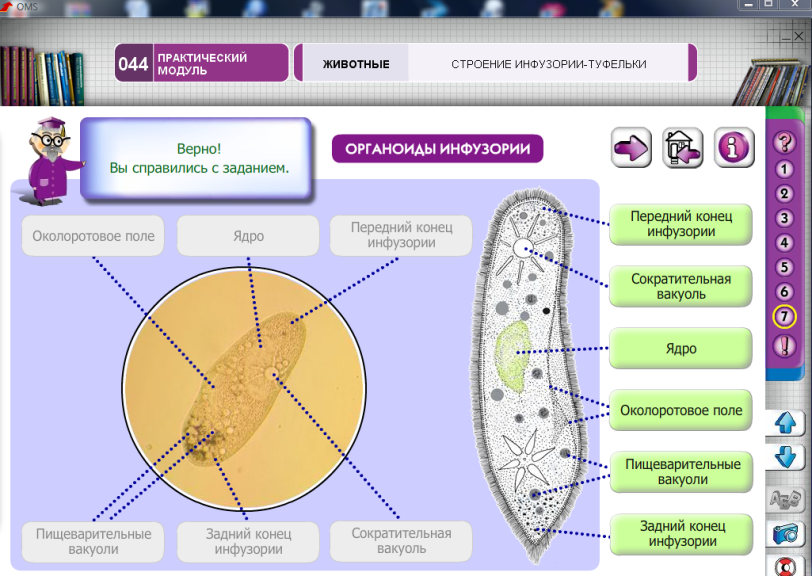 OMS
044
ПРАКТИЧЕСКИЙ
МОДУЛЬ
ЖИВОТНЫЕ
СТРОЕНИЕ ИНФУЗОРИИ-ТУФЕЛЬКИ
Верно!
Вы справились с заданием.
ОРГАНОИДЫ ИНФУЗОРИИ
i
Околоротовое поле
Ядро
Передний конец
инфузории
Передний конец
инфузории
Сократительная
вакуоль
Ядро
Околоротовое поле
Пищеварительные
вакуоли
Задний конец
инфузории
Пищеварительные
вакуоли
Задний конец
инфузории
Сократительная
вакуоль
?
1
2
3
4
5
6
7
!